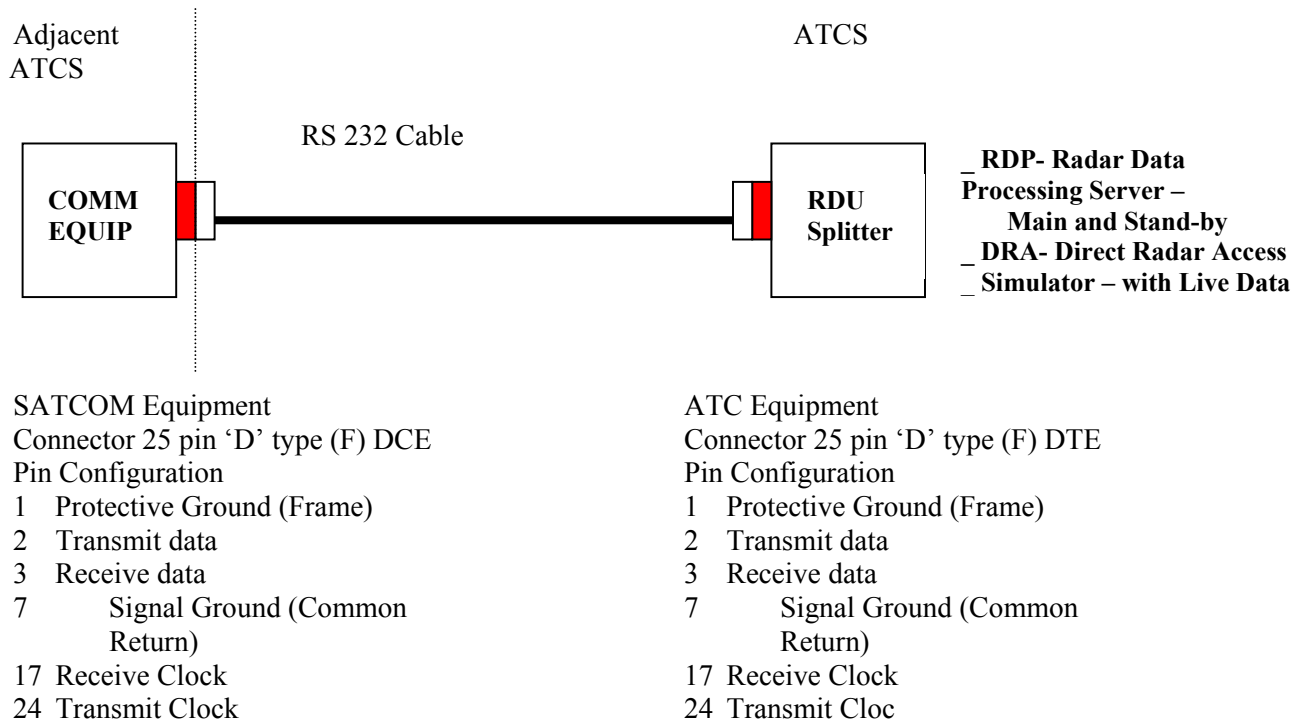 Adjacent
ATCS
ATCS
RS 232 Cable
COMM
EQUIP
RDU
Splitter
_ RDP- Radar Data
Processing Server –
Main and Stand-by
_ DRA- Direct Radar Access
_ Simulator – with Live Data
SATCOM Equipment
Connector 25 pin ‘D’ type (F) DCE
Pin Configuration
1 Protective Ground (Frame)
2 Transmit data
3 Receive data
7 Signal Ground (Common
Return)
17 Receive Clock
24 Transmit Clock
ATC Equipment
Connector 25 pin ‘D’ type (F) DTE
Pin Configuration
1 Protective Ground (Frame)
2 Transmit data
3 Receive data
7 Signal Ground (Common
Return)
17 Receive Clock
24 Transmit Cloc